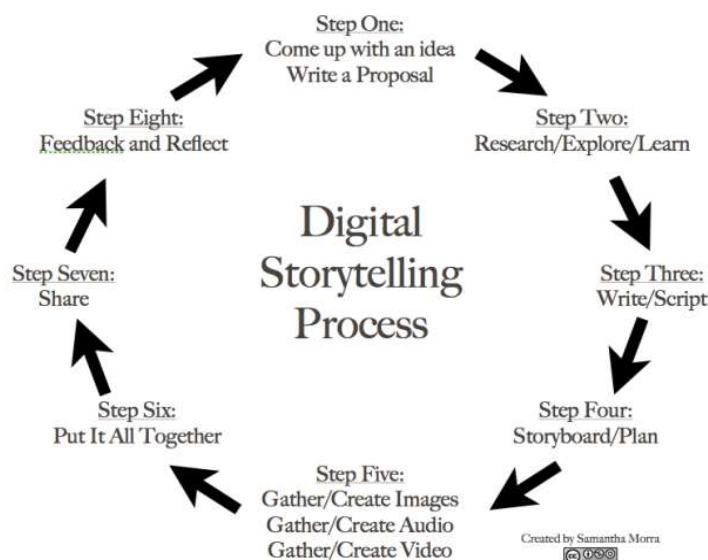 Step One:
Come up with an idea
Write a Proposal
Step Two:
Research/Explore/Learn
Step Three:
Write/Script
Step Four:
Storyboard/Plan
Step Five:
Gather/Create Images
Gather/Create Audio
Gather/Create Video
Step Six:
Put It All Together
Step Seven:
Share
Step Eight:
Feedback and Reflect
Digital
Storytelling
Process
Created by Samantha Morra